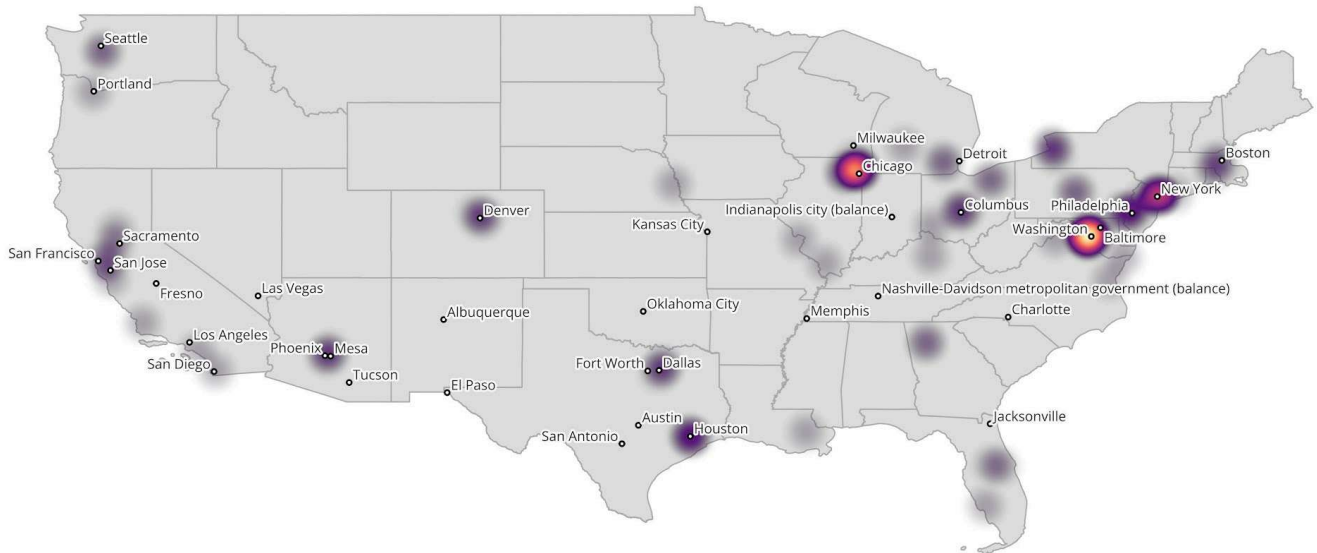 Seattle
Portland
Milwaukee
Chicago
Detroit
Boston
New York
Philadelphia
Columbus
Denver
Indianapolis city (balance)
Kansas City
Washington
Baltimore
Sacramento
San Francisco
San Jose
Fresno
Las Vegas
Nashville-Davidson metropolitan government (balance)
Oklahoma City
Albuquerque
Memphis
Charlotte
Los Angeles
Phoenix
Mesa
San Diego
Fort Worth
Dallas
Tucson
El Paso
Austin
Jacksonville
Houston
San Antonio